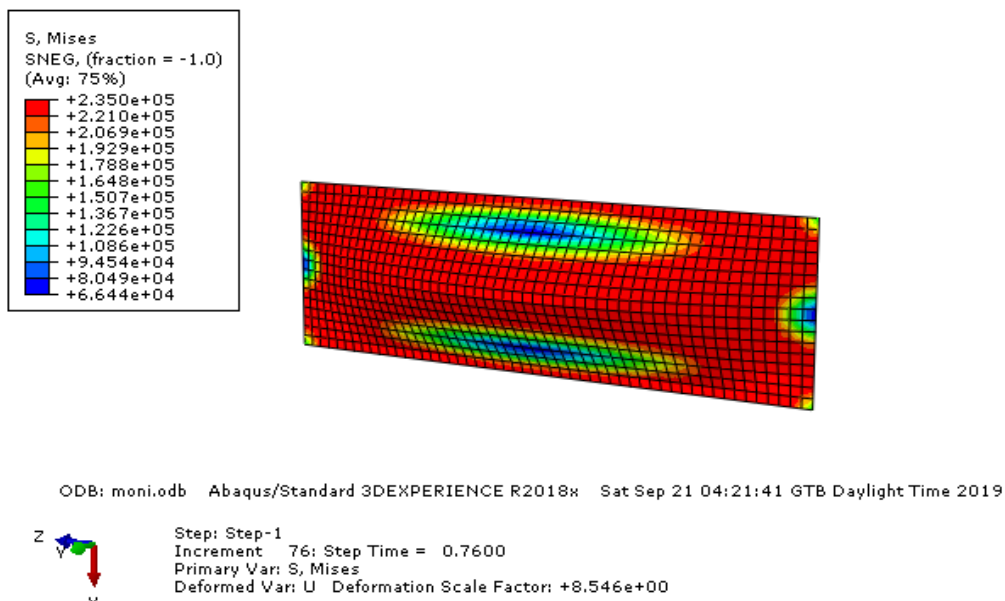 S, Mises
SNEG, (fraction = -1.0)
(Avg: 75%)
+2.350e+05
+2.210e+05
+2.069e+05
+1.929e+05
+1.788e+05
+1.648e+05
+1.507e+05
+1.367e+05
+1.226e+05
+1.086e+05
+9.454e+04
+8.049e+04
+6.644e+04
ODB: moni.odb Abaqus/Standard 3DEXPERIENCE R2018x Sat Sep 21 04:21:41 GTB Daylight Time 2019
Z
Y
Step: Step-1
Increment 76: Step Time = 0.7600
Primary Var: S, Mises
Deformed Var: U Deformation Scale Factor: +8.546e+00